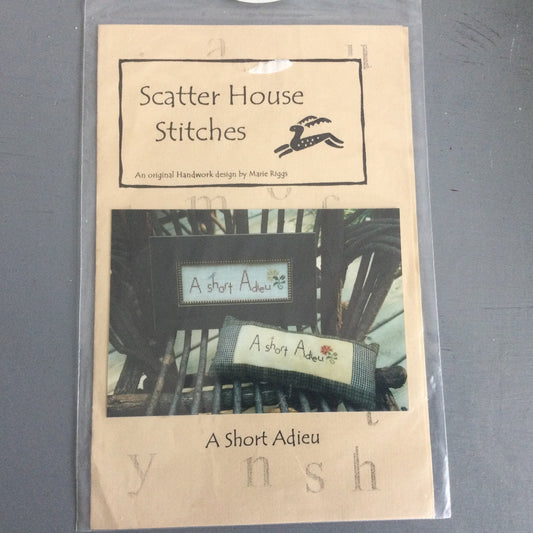 a u
Scatter House
Stitches
An original Handwork design by Marie Riggs
m o f
A short Adieu
A short Adieu
t
A Short Adieu
y n s h